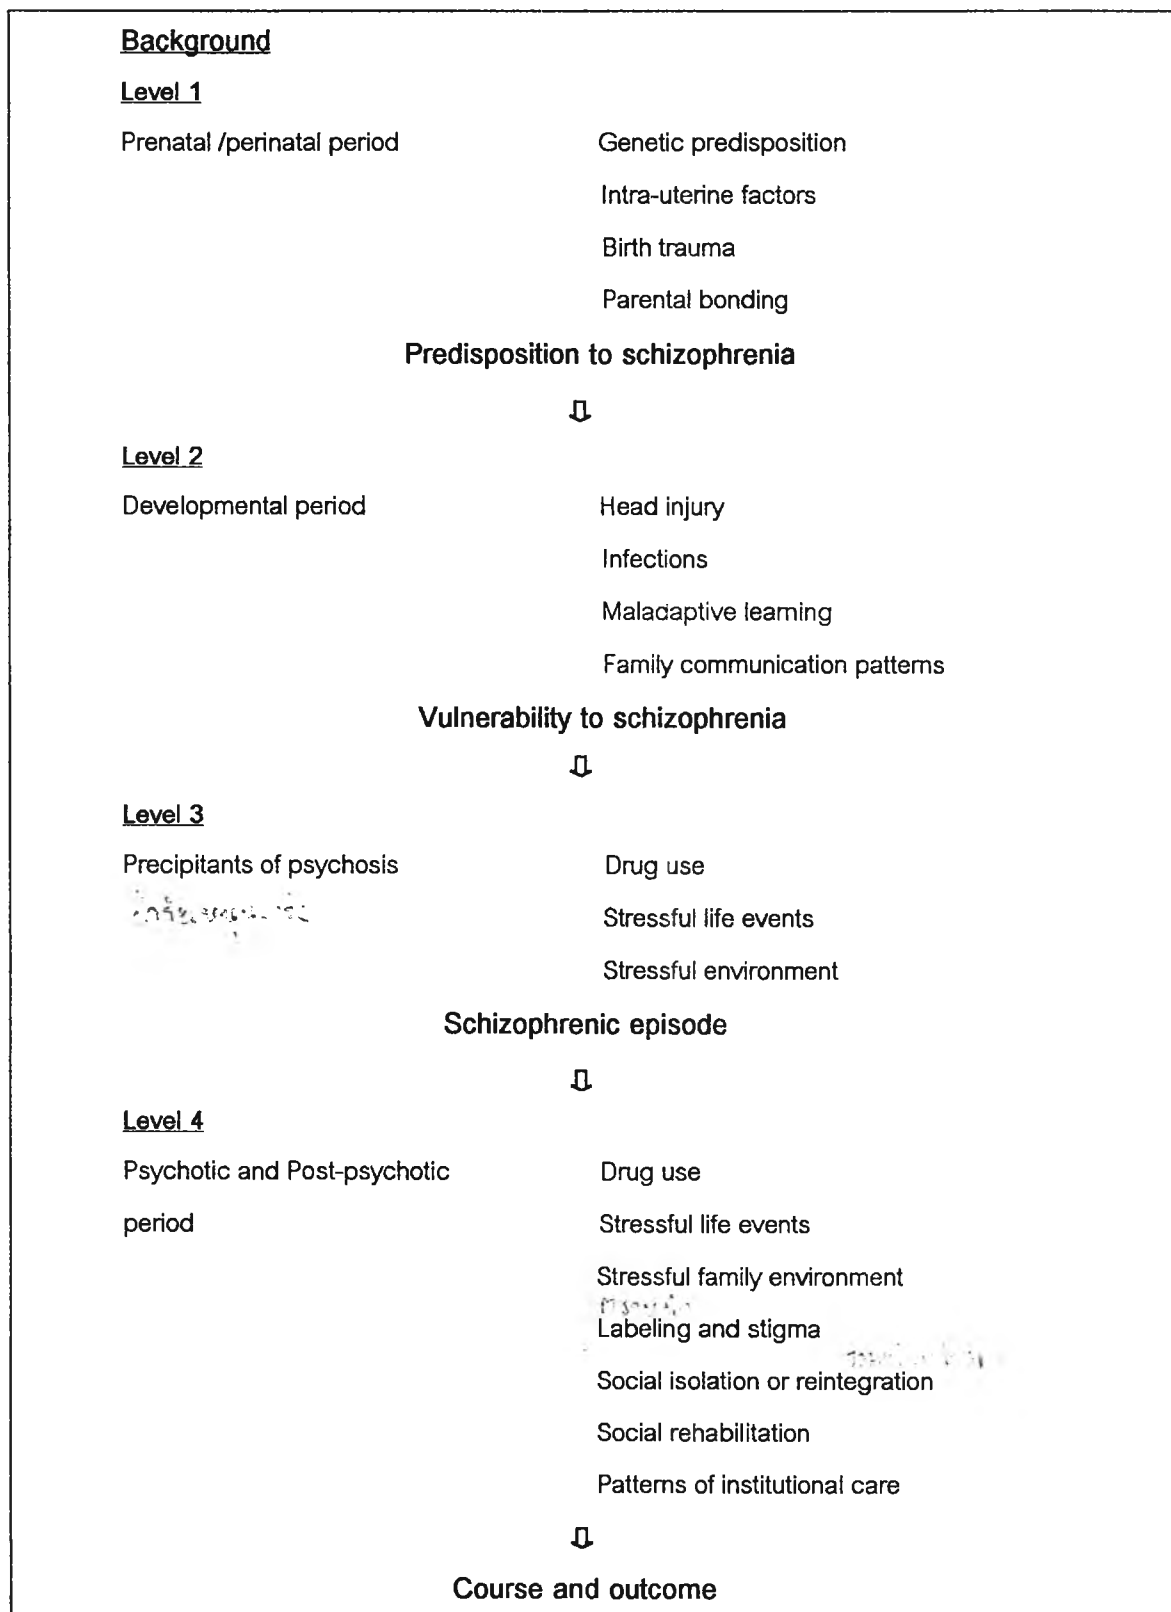 Background
Level 1
Prenatal /perinatal period Genetic predisposition
Intra-uterine factors
Birth trauma
Parental bonding
Predisposition to schizophrenia
Level 2
Developmental period Head injury
Infections
Maladaptive learning
Family communication patterns
Vulnerability to schizophrenia
Level 3
Precipitants of psychosis Drug use
Stressful life events
Stressful environment
Schizophrenic episode
Level 4
Psychotic and Post-psychotic Drug use
period Stressful life events
Stressful family environment
Labeling and stigma
Social isolation or reintegration
Social rehabilitation
Patterns of institutional care
Course and outcome